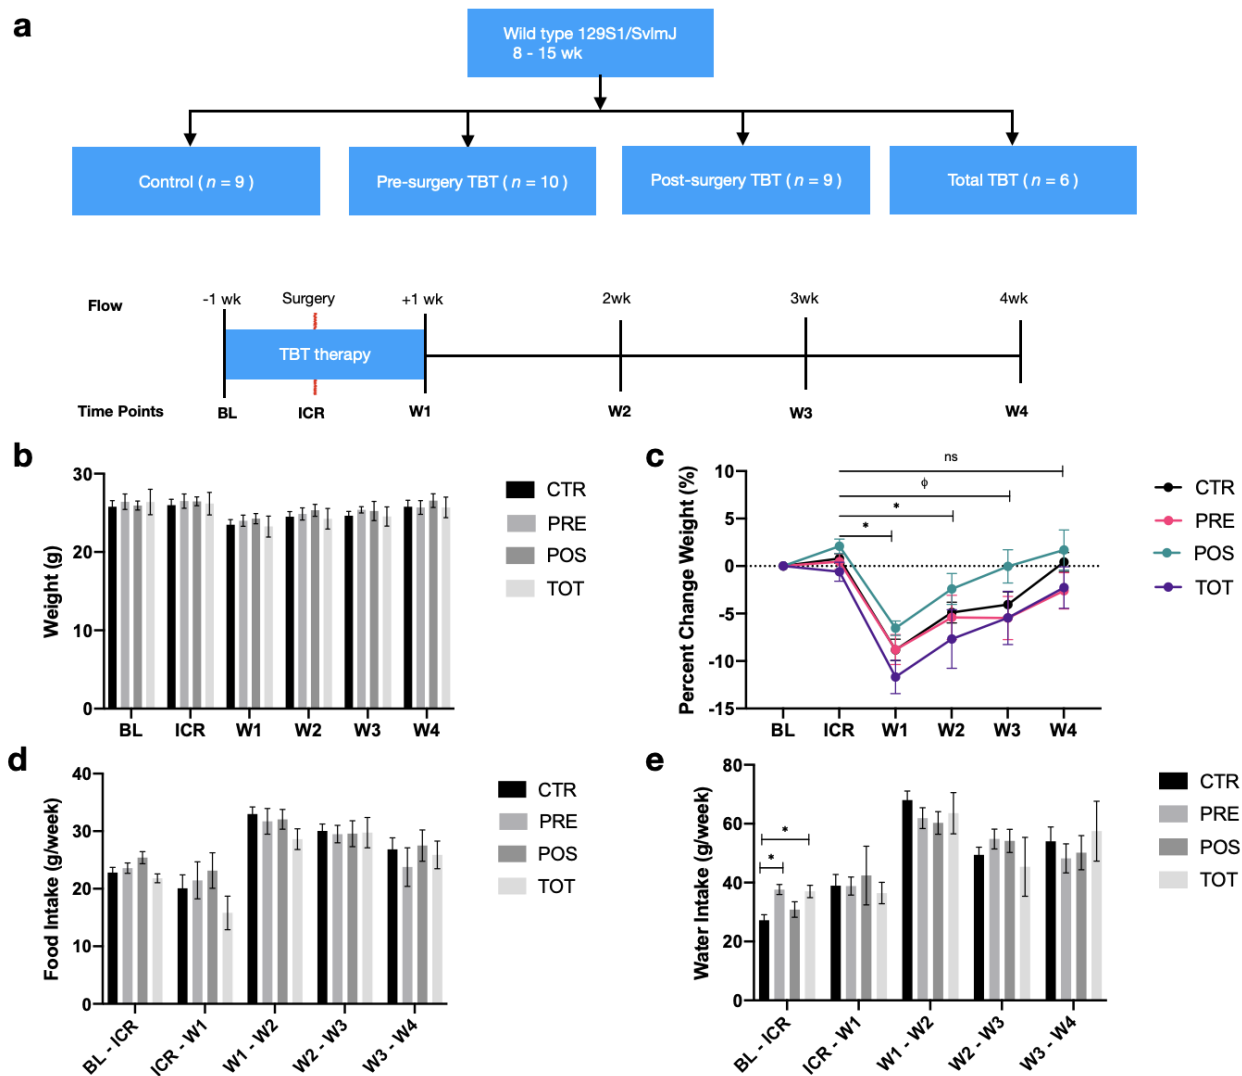 a
Wild type 129S1/SvlmJ
8 - 15 wk
Control ( n = 9 )
Pre-surgery TBT ( n = 10 )
Post-surgery TBT ( n = 9 )
Total TBT ( n = 6 )
Flow
-1 wk
Surgery
+1 wk
2wk
3wk
4wk
TBT therapy
Time Points
BL
ICR
W1
W2
W3
W4
b
Weight (g)
30
20
10
0
BL
ICR
W1
W2
W3
W4
CTR
PRE
POS
TOT
c
Percent Change Weight (%)
10
5
0
-5
-10
-15
ns
ϕ
*
*
BL
ICR
W1
W2
W3
W4
CTR
PRE
POS
TOT
d
Food Intake (g/week)
40
30
20
10
0
BL - ICR
ICR - W1
W1 - W2
W2 - W3
W3 - W4
CTR
PRE
POS
TOT
e
Water Intake (g/week)
80
60
40
20
0
*
*
BL - ICR
ICR - W1
W1 - W2
W2 - W3
W3 - W4
CTR
PRE
POS
TOT